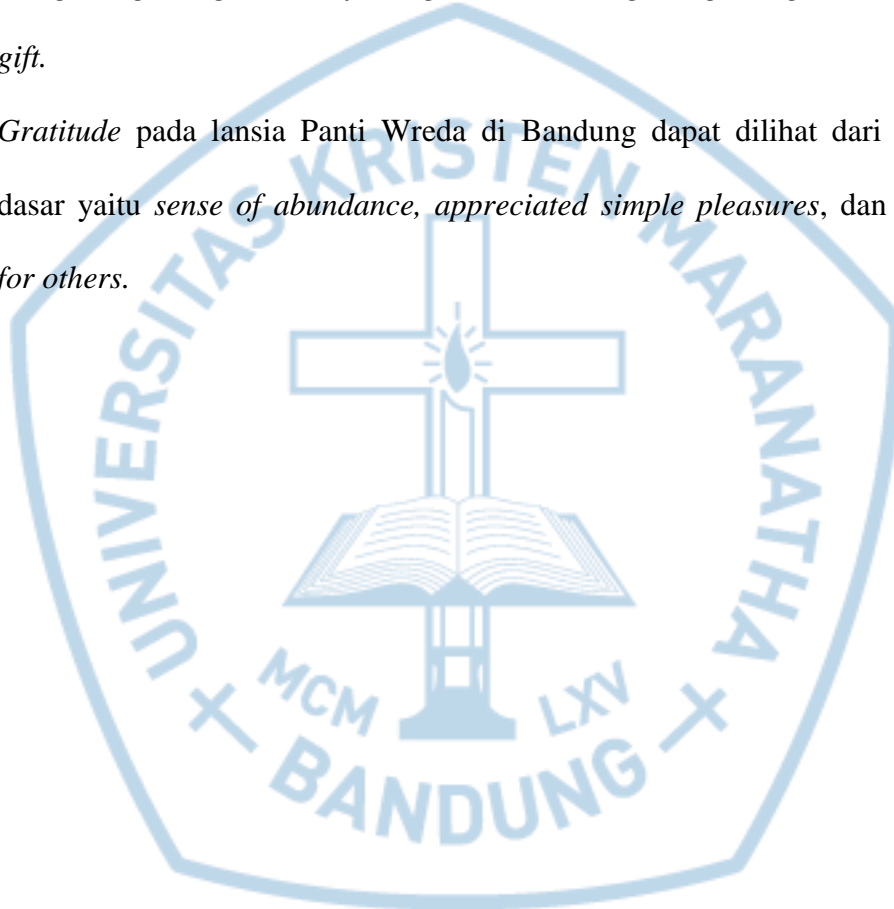 gift.
Gratitude pada lansia Panti Wreda di Bandung dapat dilihat dari
dasar yaitu sense of abundance, appreciated simple pleasures, dan
for others.
UNIVERSITAS KRISTEN MARANATHA
MCM LXV
BANDUNG